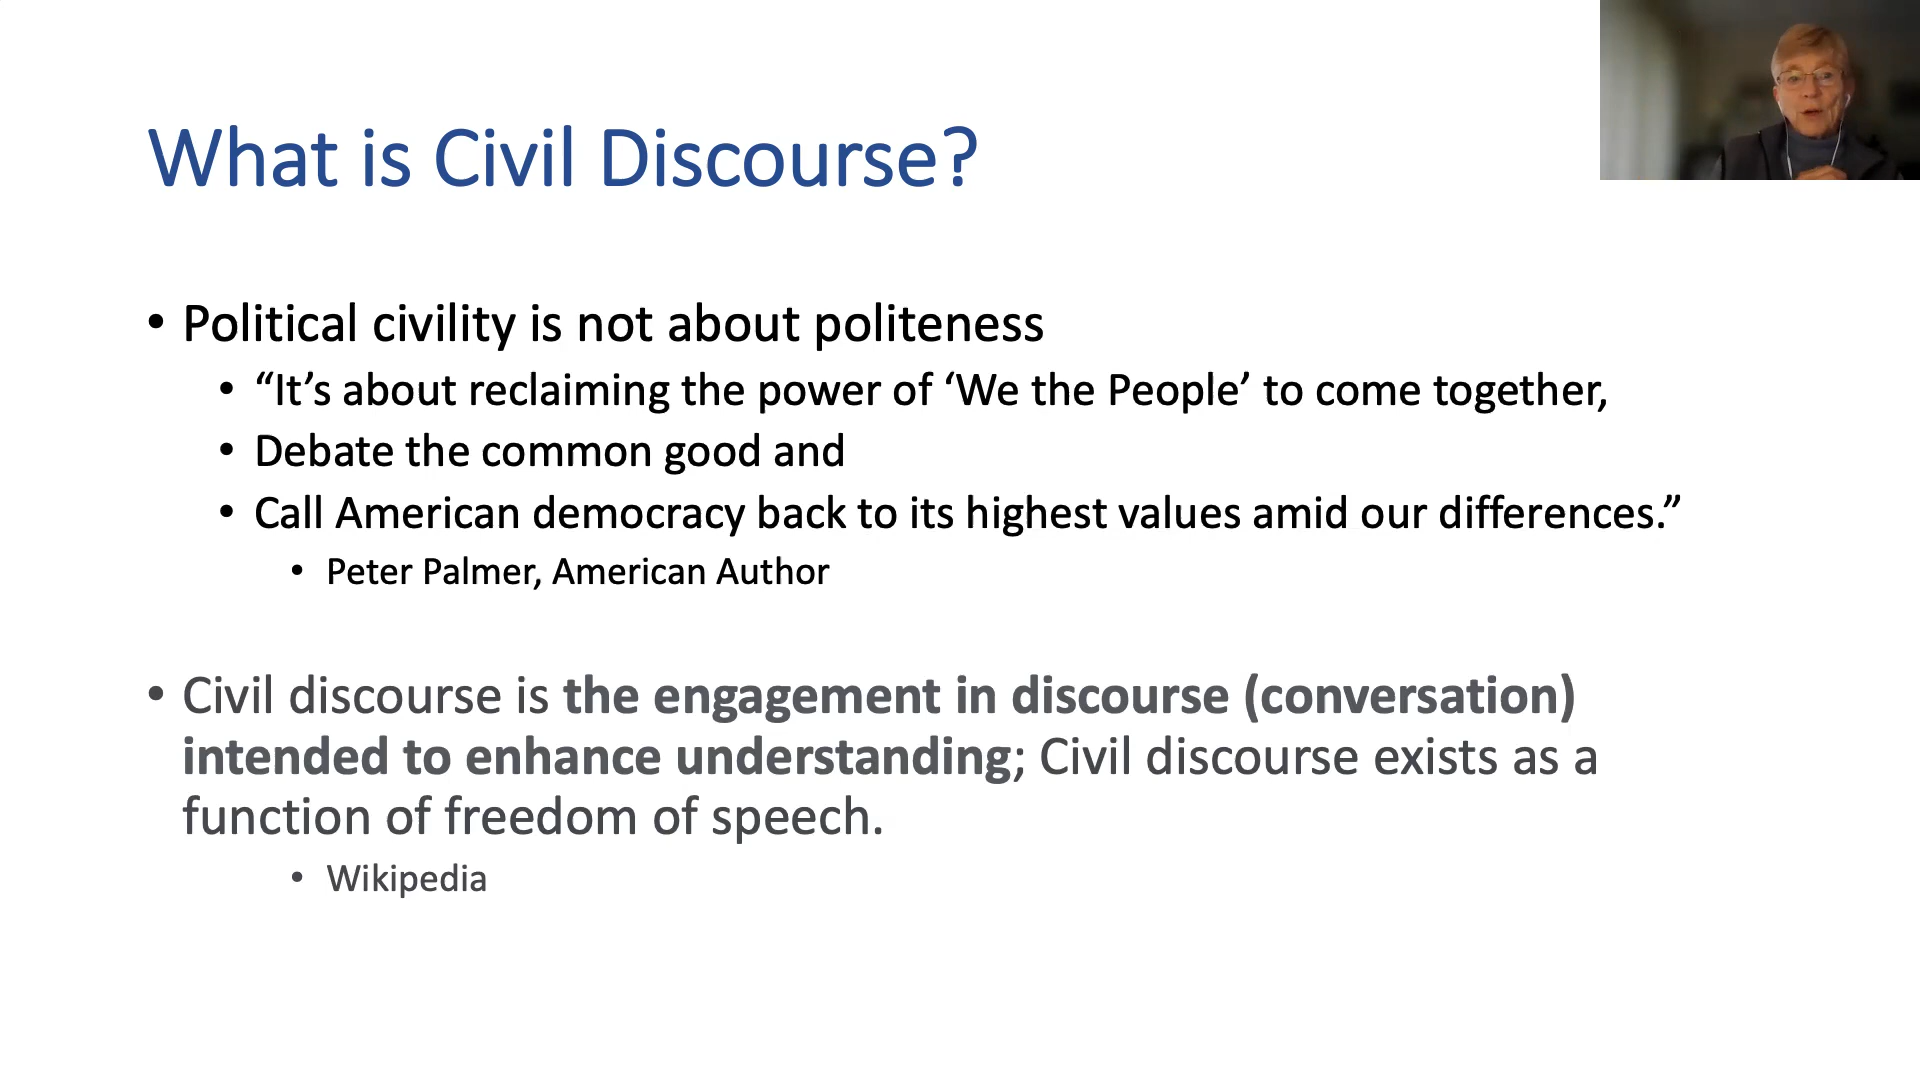 What is Civil Discourse?
• Political civility is not about politeness
• “It’s about reclaiming the power of ‘We the People’ to come together,
• Debate the common good and
• Call American democracy back to its highest values amid our differences.”
• Peter Palmer, American Author
• Civil discourse is the engagement in discourse (conversation)
intended to enhance understanding; Civil discourse exists as a
function of freedom of speech.
• Wikipedia